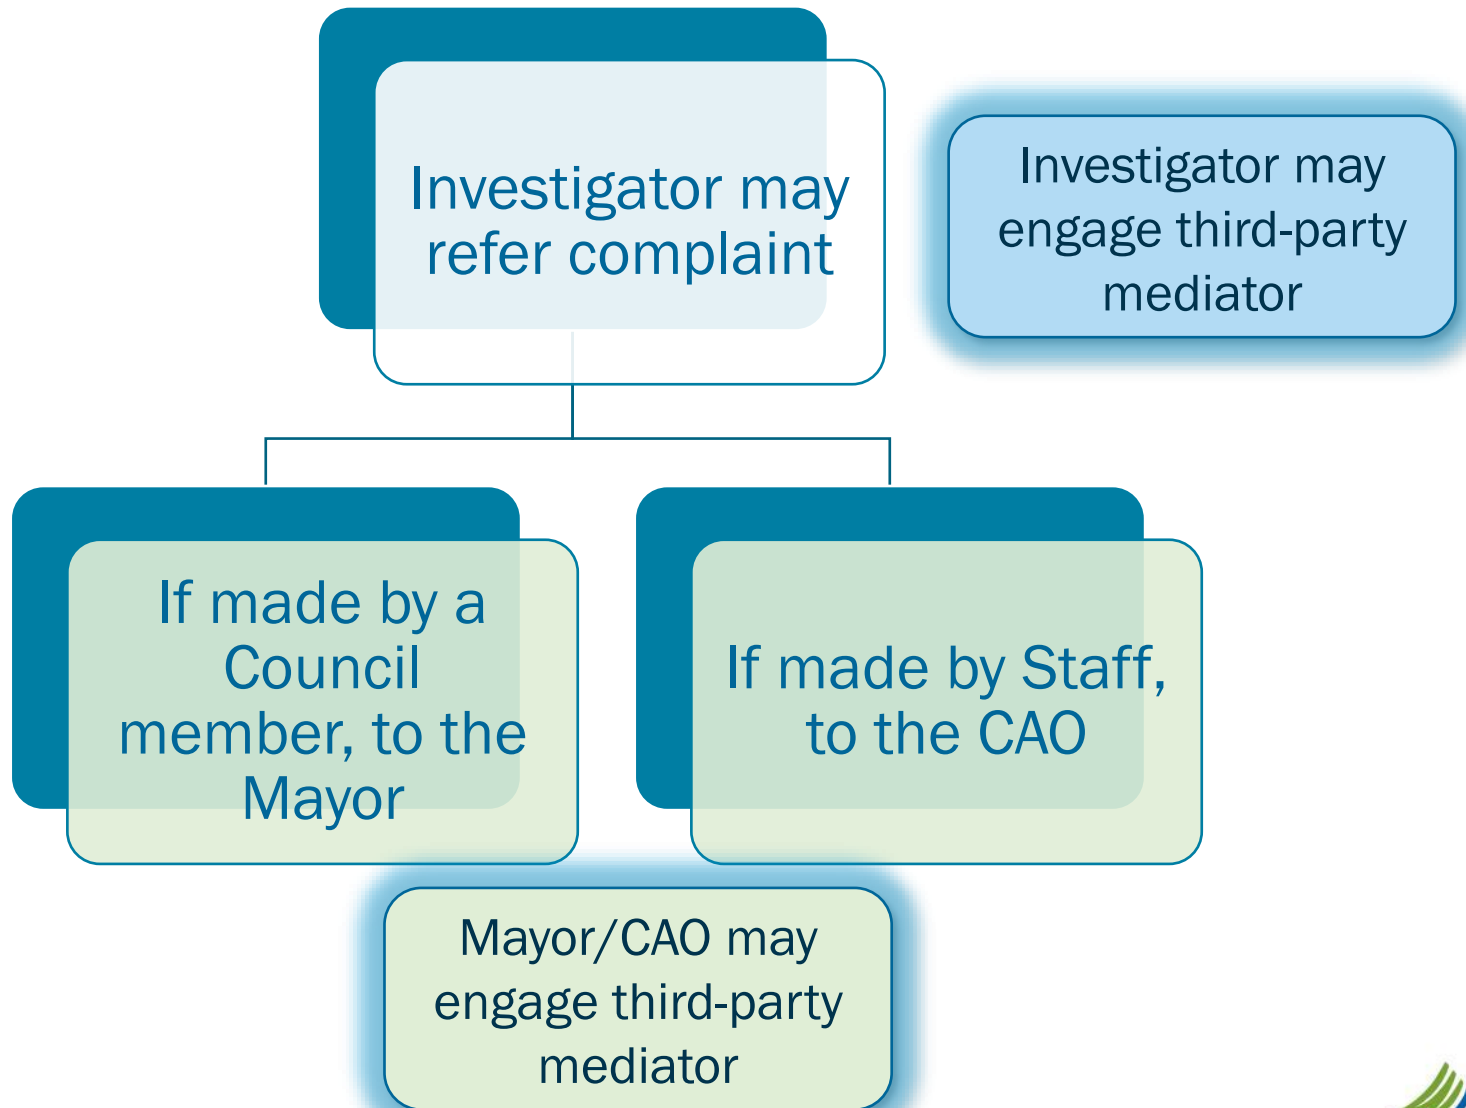 Investigator may
refer complaint
Investigator may
engage third-party
mediator
If made by a
Council
member, to the
Mayor
If made by Staff,
to the CAO
Mayor/CAO may
engage third-party
mediator